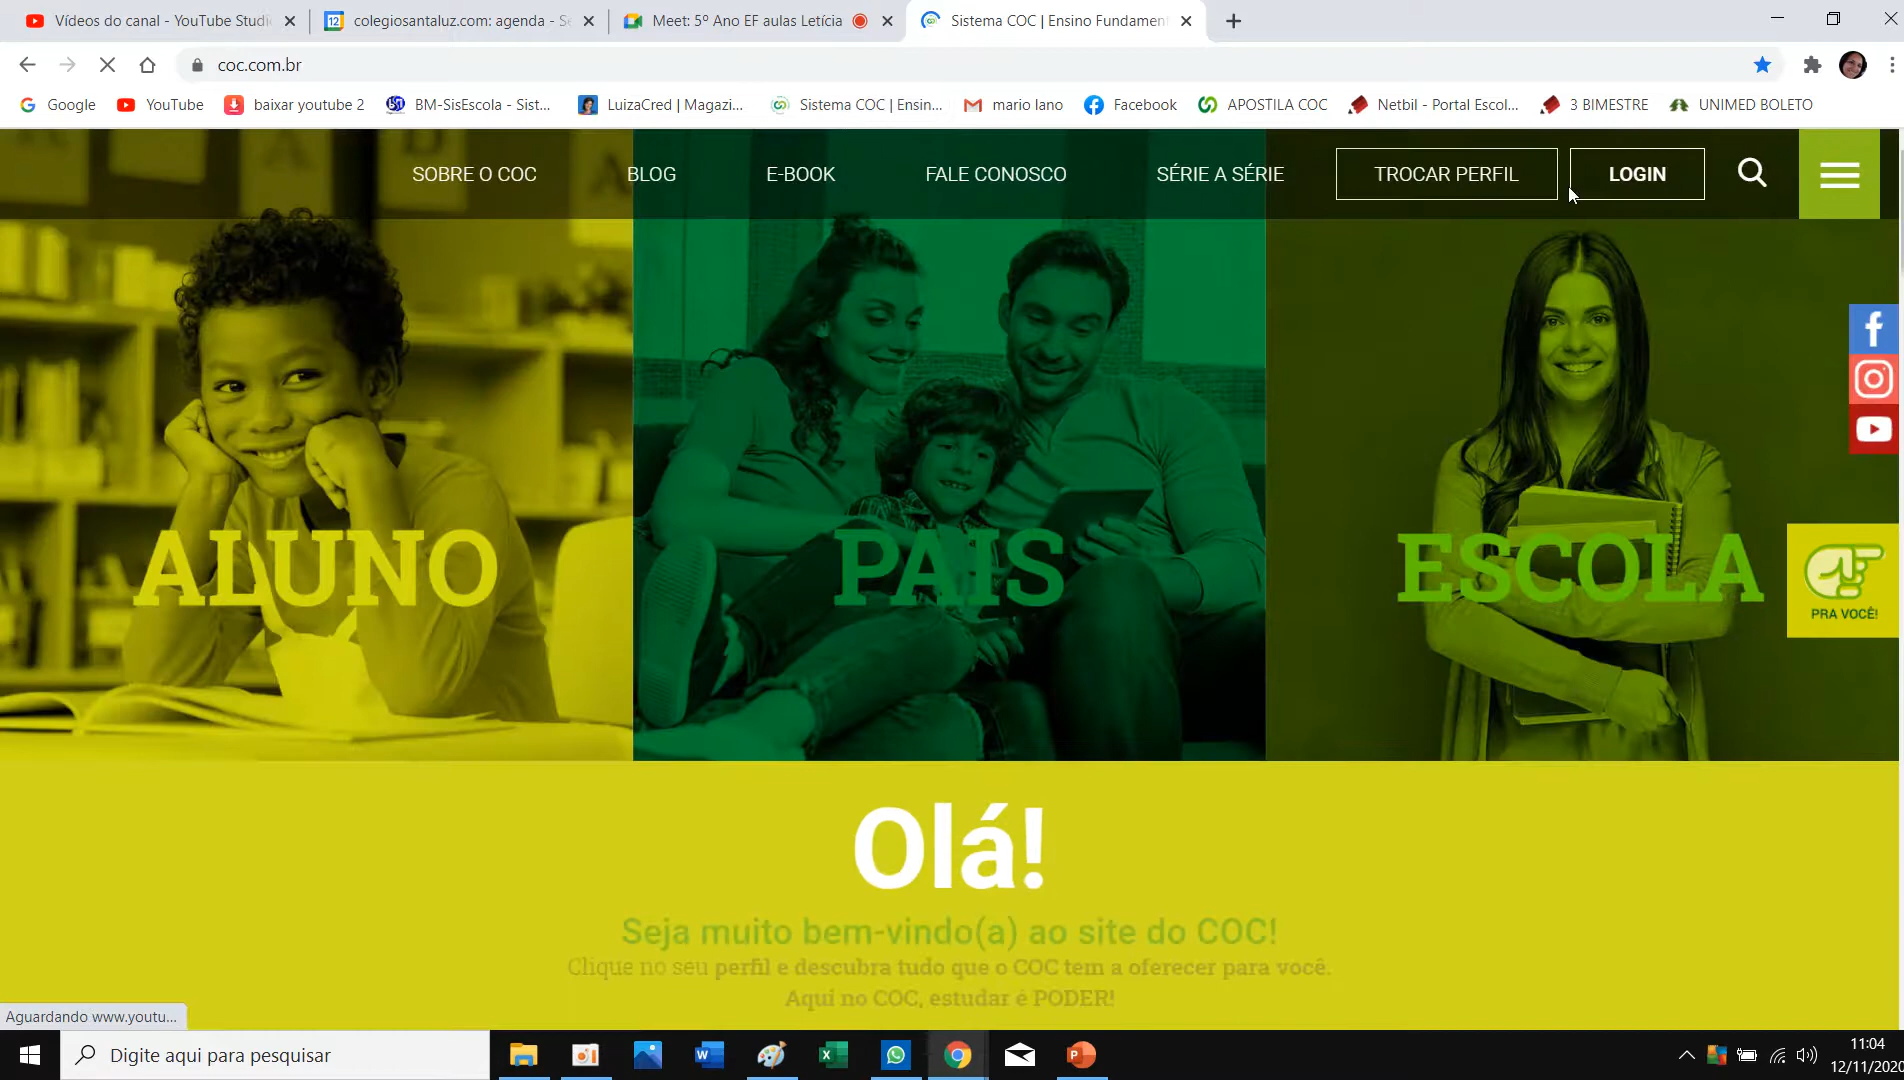 Vídeos do canal - YouTube Studi
12 colegiosantaluz.com: agenda - Se
Meet: 5º Ano EF aulas Letícia
Sistema COC | Ensino Fundament
coc.com.br
Google
YouTube
baixar youtube 2
BM-SisEscola - Sist...
LuizaCred | Magazi...
Sistema COC | Ensin...
mario lano
Facebook
APOSTILA COC
Netbil - Portal Escol...
3 BIMESTRE
UNIMED BOLETO
SOBRE O COC
BLOG
E-BOOK
FALE CONOSCO
SÉRIE A SÉRIE
TROCAR PERFIL
LOGIN
ALUNO
PAIS
ESCOLA
PRA VOCÊ!
Olá!
Seja muito bem-vindo(a) ao site do COC!
Clique no seu perfil e descubra tudo que o COC tem a oferecer para você.
Aqui no COC, estudar é PODER!
Aguardando www.youtu...
Digite aqui para pesquisar
11:04
12/11/2020